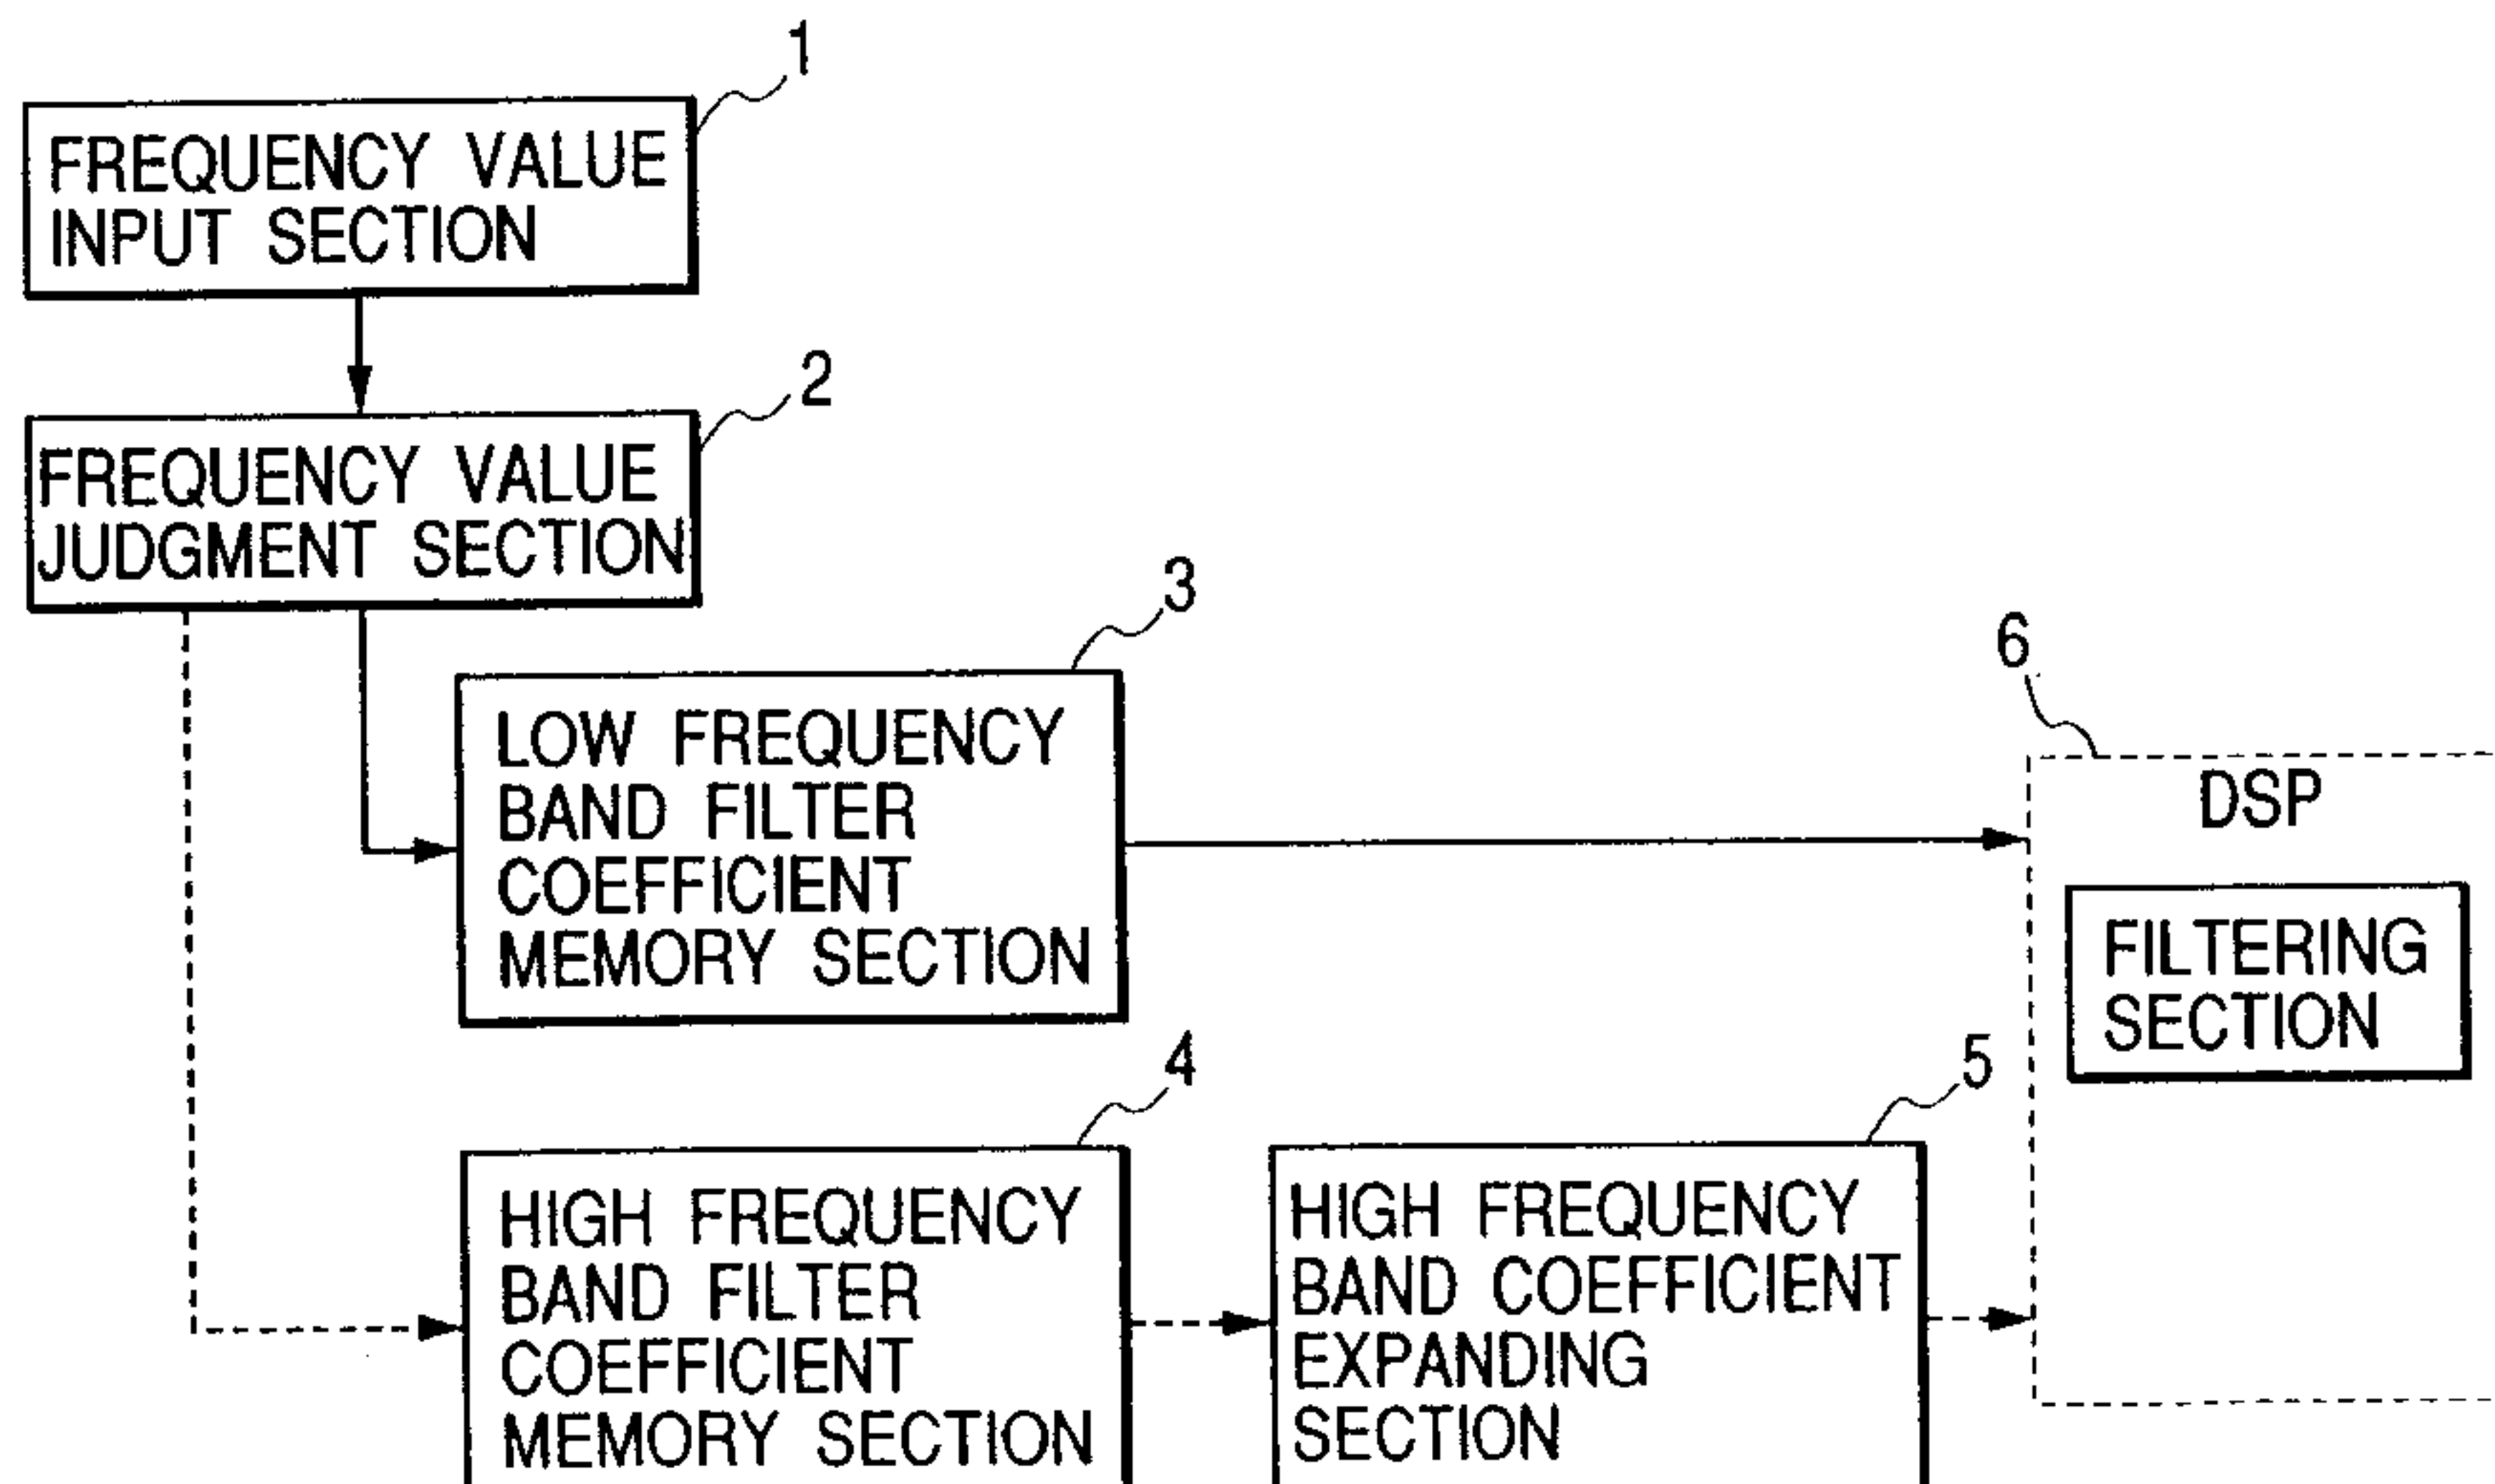 1
FREQUENCY VALUE
INPUT SECTION
2
FREQUENCY VALUE
JUDGMENT SECTION
3
LOW FREQUENCY
BAND FILTER
COEFFICIENT
MEMORY SECTION
6
DSP
FILTERING
SECTION
4
HIGH FREQUENCY
BAND FILTER
COEFFICIENT
MEMORY SECTION
5
HIGH FREQUENCY
BAND COEFFICIENT
EXPANDING
SECTION